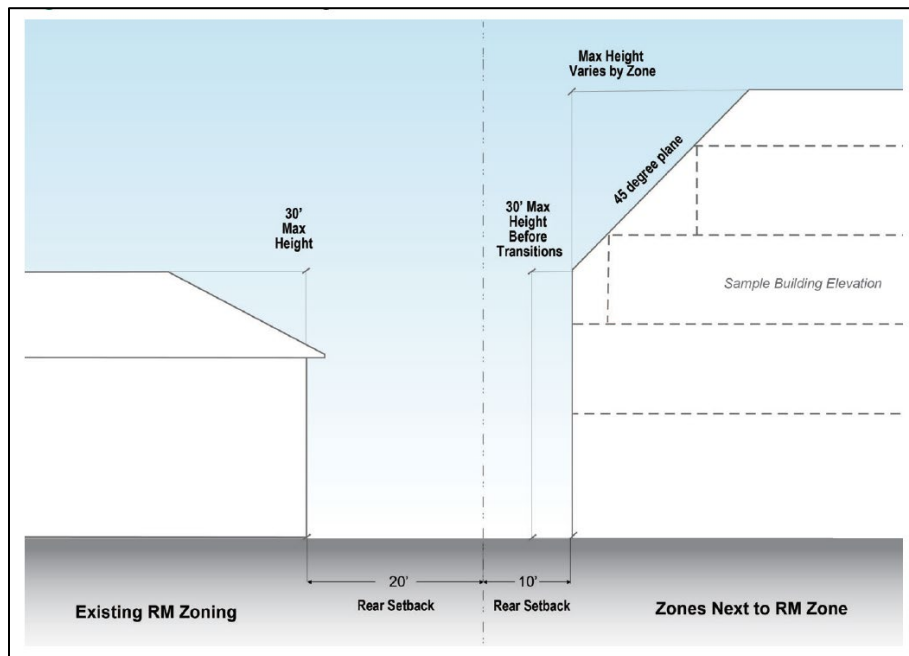 Max Height
Varies by Zone
45 degree plane
30'
Max
Height
30' Max
Height
Before
Transitions
Sample Building Elevation
20'
10'
Rear Setback
Rear Setback
Existing RM Zoning
Zones Next to RM Zone